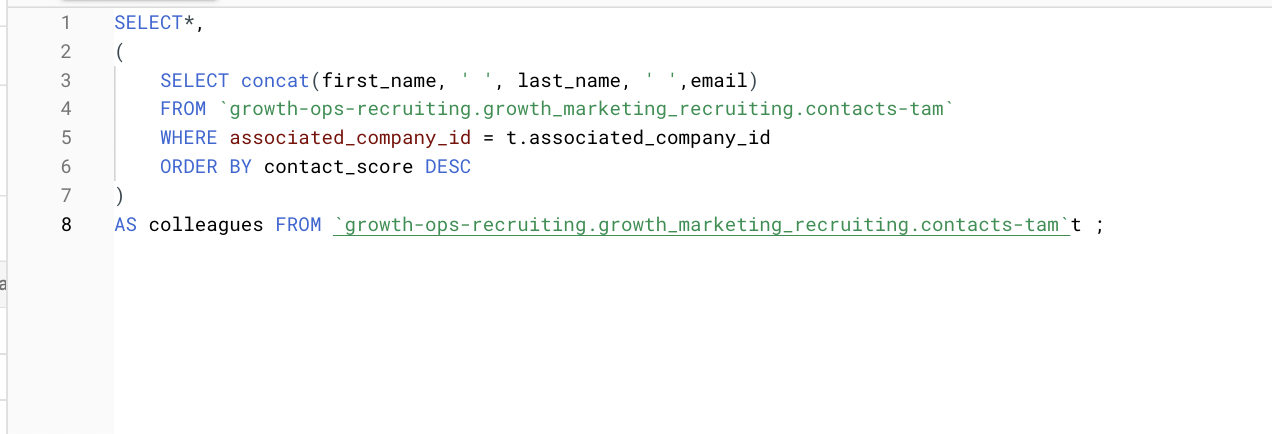 1 SELECT*,
2 (
3 SELECT concat(first_name, ' ', last_name, ' ',email)
4 FROM `growth-ops-recruiting.growth_marketing_recruiting.contacts-tam`
5 WHERE associated_company_id = t.associated_company_id
6 ORDER BY contact_score DESC
7 )
8 AS colleagues FROM `growth-ops-recruiting.growth_marketing_recruiting.contacts-tam`t ;